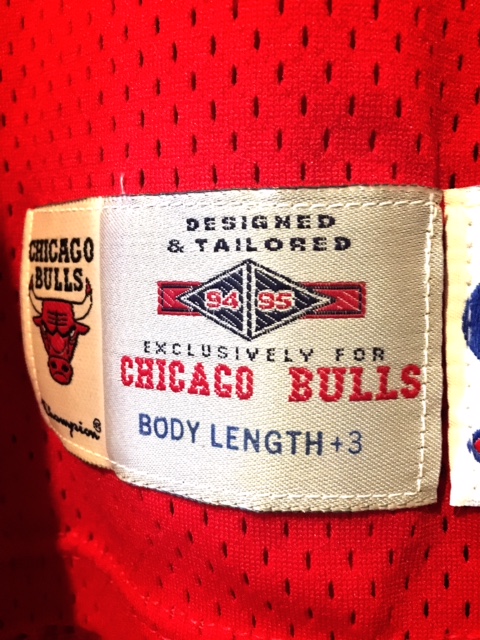 CHICAGO
BULLS
Champion®
DESIGNED
& TAILORED
94 95
EXCLUSIVELY FOR
CHICAGO BULLS
BODY LENGTH +3